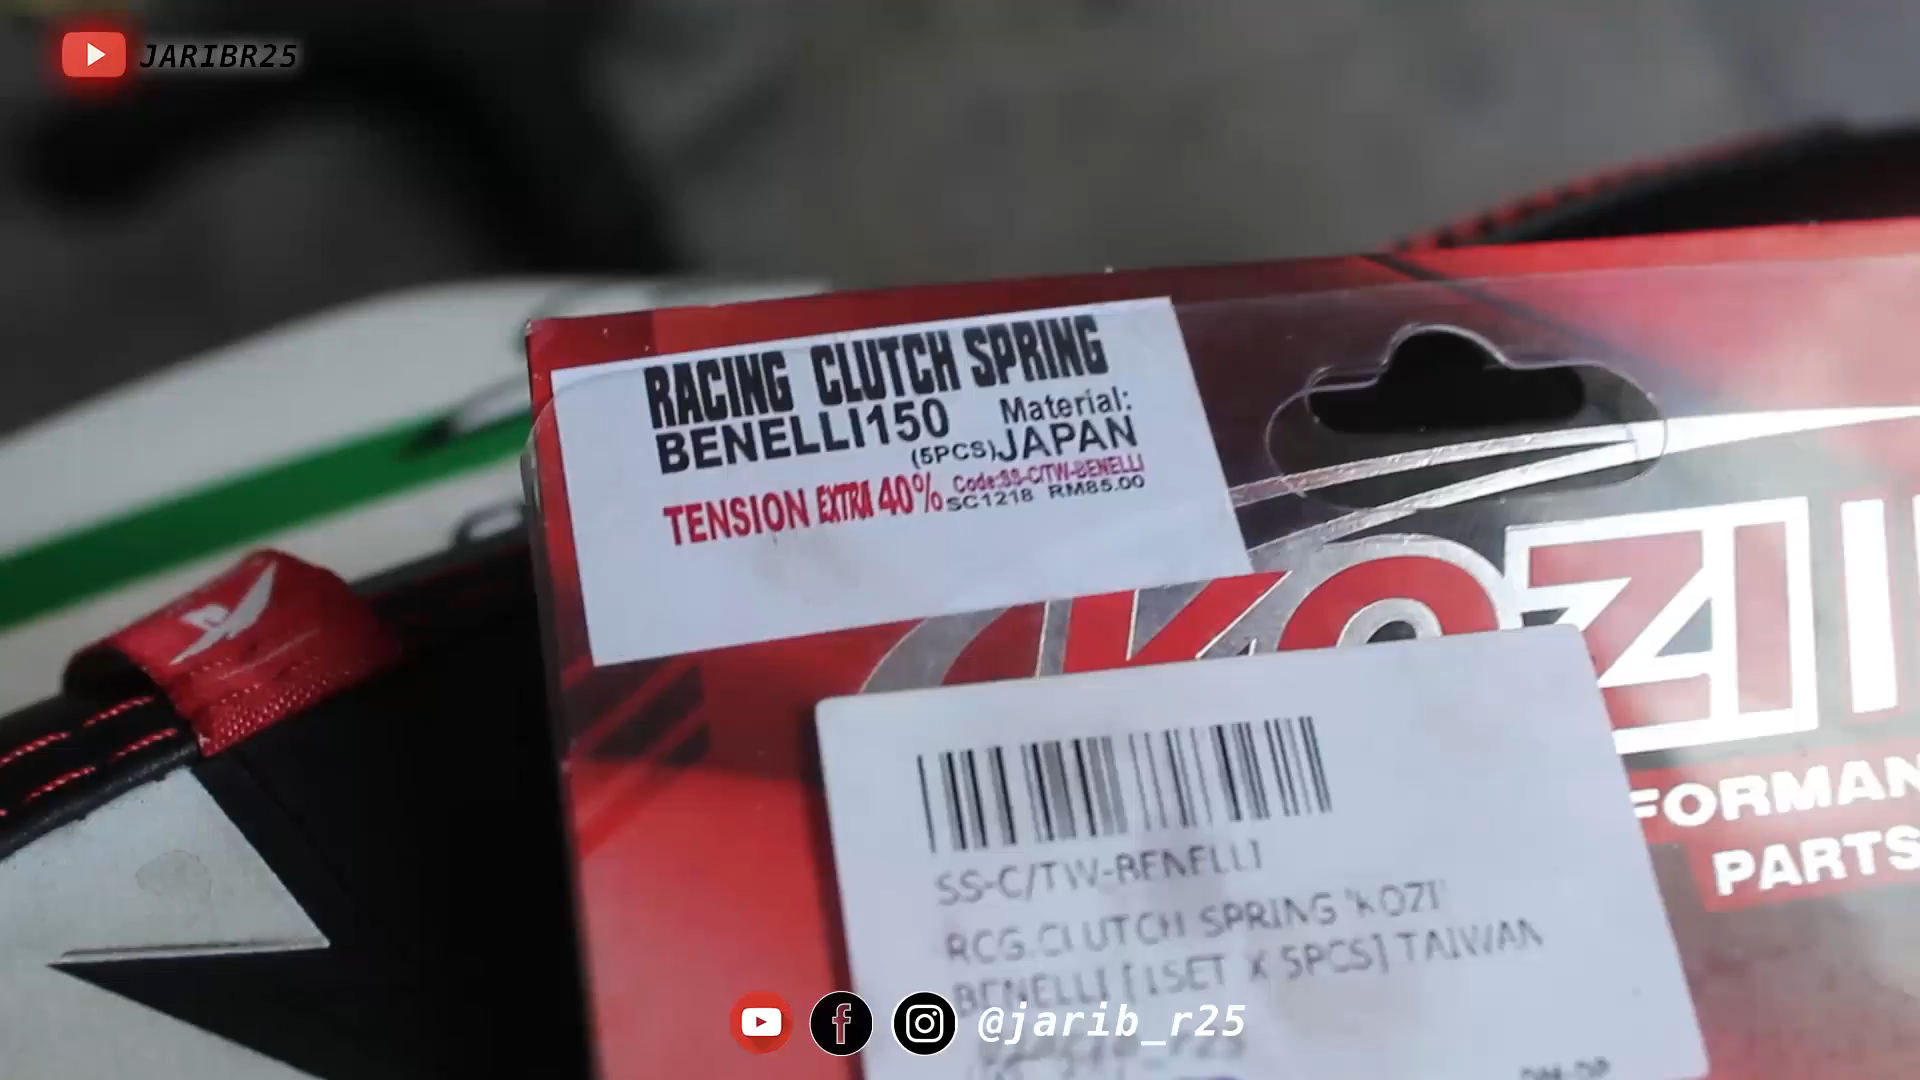 JARIBR25
RACING CLUTCH SPRING
BENELLI150
Material:
(5PCS) JAPAN
TENSION EXTRA 40%
Code:SS-C/TW-BENELLI
SC1218 RM85.00
KOZI
FORMAN
PARTS
SS-C/TW-BENELLI
RCG.CLUTCH SPRING 'KOZI'
BENELLI [1SET X 5PCS] TAIWAN
@jarib_r25